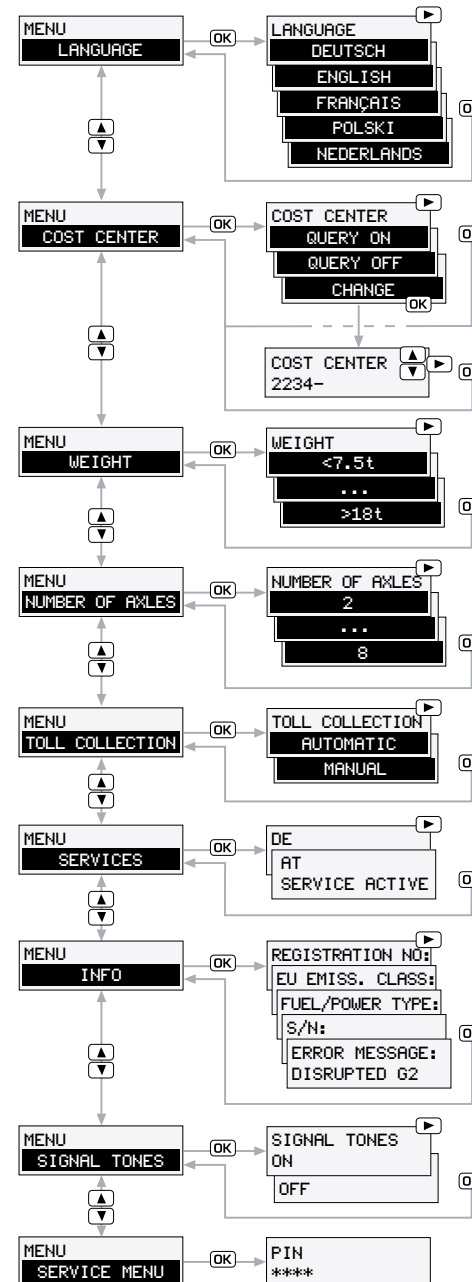 MENU
LANGUAGE
OK
LANGUAGE
DEUTSCH
ENGLISH
FRANÇAIS
POLSKI
NEDERLANDS
MENU
COST CENTER
OK
COST CENTER
QUERY ON
QUERY OFF
CHANGE
OK
COST CENTER
2234-
MENU
WEIGHT
OK
WEIGHT
<7.5t
...
>18t
MENU
NUMBER OF AXLES
OK
NUMBER OF AXLES
2
...
8
MENU
TOLL COLLECTION
OK
TOLL COLLECTION
AUTOMATIC
MANUAL
MENU
SERVICES
OK
DE
AT
SERVICE ACTIVE
MENU
INFO
OK
REGISTRATION NO:
EU EMISS. CLASS:
FUEL/POWER TYPE:
S/N:
ERROR MESSAGE:
DISRUPTED G2
MENU
SIGNAL TONES
OK
SIGNAL TONES
ON
OFF
MENU
SERVICE MENU
OK
PIN
****